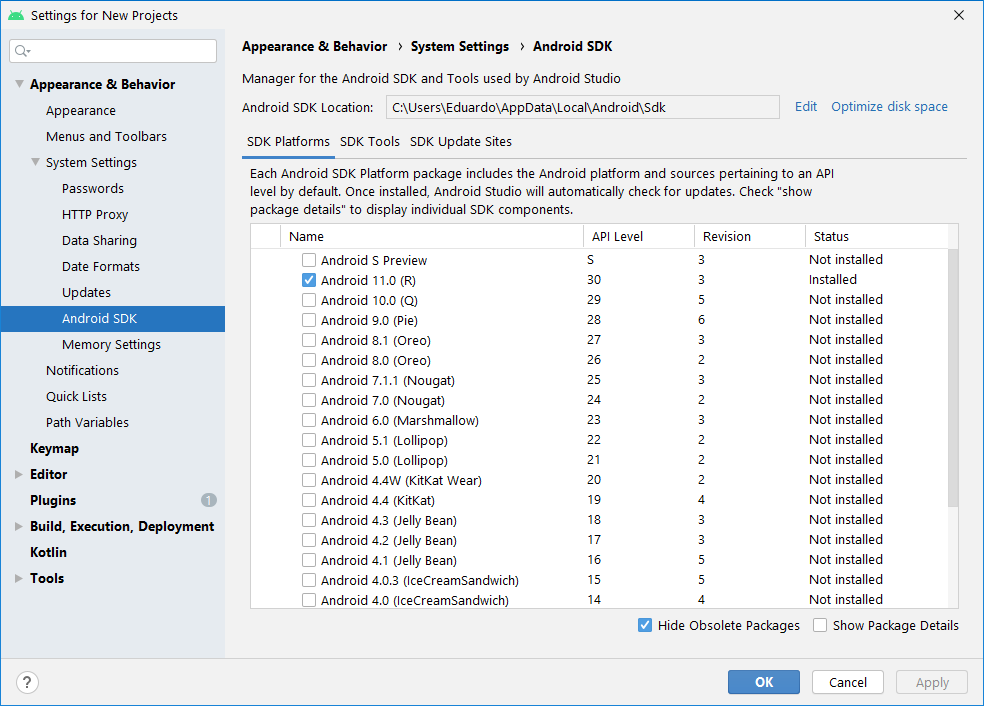 Settings for New Projects
Appearance & Behavior
Appearance
Menus and Toolbars
System Settings
Passwords
HTTP Proxy
Data Sharing
Date Formats
Updates
Android SDK
Memory Settings
Notifications
Quick Lists
Path Variables
Keymap
Editor
Plugins 1
Build, Execution, Deployment
Kotlin
Tools
Appearance & Behavior › System Settings › Android SDK
Manager for the Android SDK and Tools used by Android Studio
Android SDK Location: C:\Users\Eduardo\AppData\Local\Android\Sdk Edit Optimize disk space
SDK Platforms SDK Tools SDK Update Sites
Each Android SDK Platform package includes the Android platform and sources pertaining to an API
level by default. Once installed, Android Studio will automatically check for updates. Check "show
package details" to display individual SDK components.
Name API Level Revision Status
Android S Preview S 3 Not installed
Android 11.0 (R) 30 3 Installed
Android 10.0 (Q) 29 5 Not installed
Android 9.0 (Pie) 28 6 Not installed
Android 8.1 (Oreo) 27 3 Not installed
Android 8.0 (Oreo) 26 2 Not installed
Android 7.1.1 (Nougat) 25 3 Not installed
Android 7.0 (Nougat) 24 2 Not installed
Android 6.0 (Marshmallow) 23 3 Not installed
Android 5.1 (Lollipop) 22 2 Not installed
Android 5.0 (Lollipop) 21 2 Not installed
Android 4.4W (KitKat Wear) 20 2 Not installed
Android 4.4 (KitKat) 19 4 Not installed
Android 4.3 (Jelly Bean) 18 3 Not installed
Android 4.2 (Jelly Bean) 17 3 Not installed
Android 4.1 (Jelly Bean) 16 5 Not installed
Android 4.0.3 (IceCreamSandwich) 15 5 Not installed
Android 4.0 (IceCreamSandwich) 14 4 Not installed
Hide Obsolete Packages Show Package Details
? OK Cancel Apply